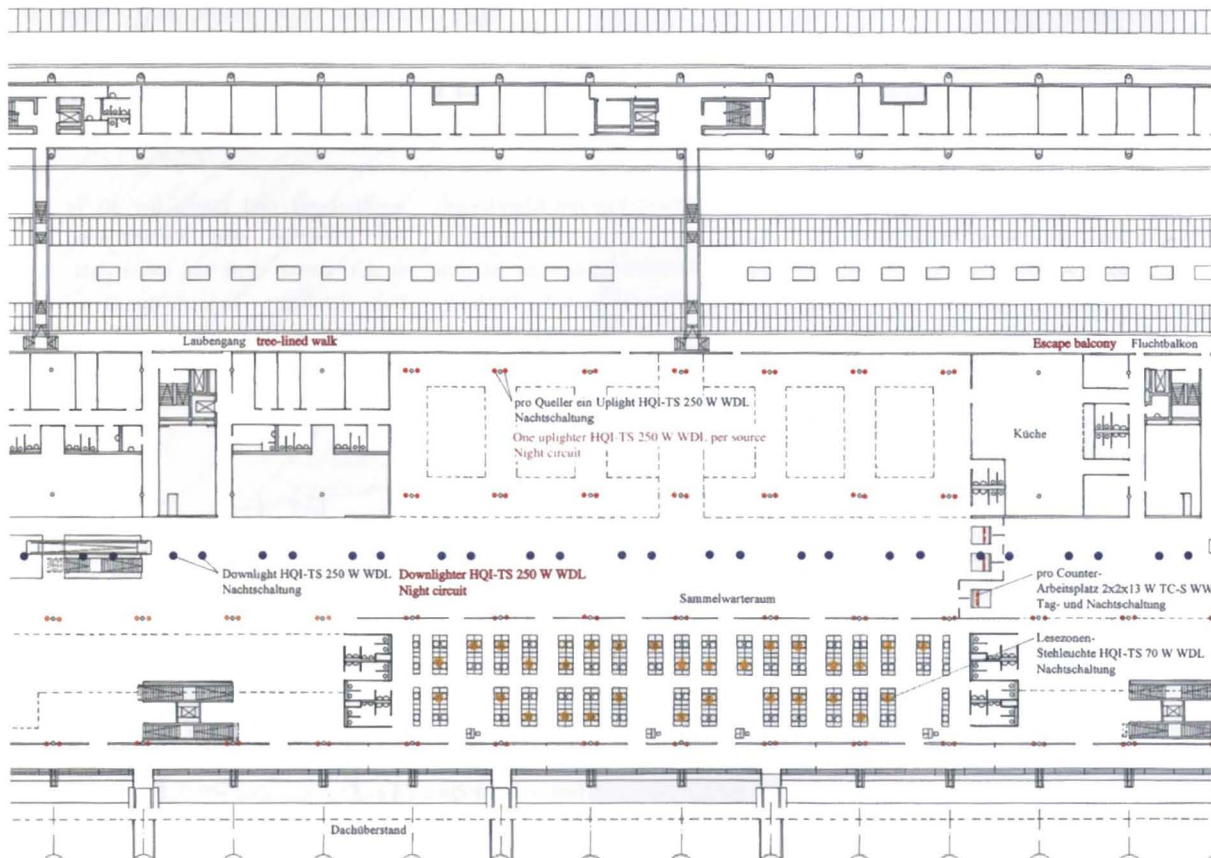 Laubengang tree-lined walk
Escape balcony Fluchtbalkon
pro Queller ein Uplight HQI-TS 250 W WDL
Nachtschaltung
One uplighter HQI-TS 250 W WDL per source
Night circuit
Küche
Downlight HQI-TS 250 W WDL Downlighter HQI-TS 250 W WDL
Nachtschaltung Night circuit
pro Counter-
Arbeitsplatz 2x2x13 W TC-S WW
Tag- und Nachtschaltung
Sammelwarteraum
Lesezonen-
Stehleuchte HQI-TS 70 W WDL
Nachtschaltung
Dachüberstand